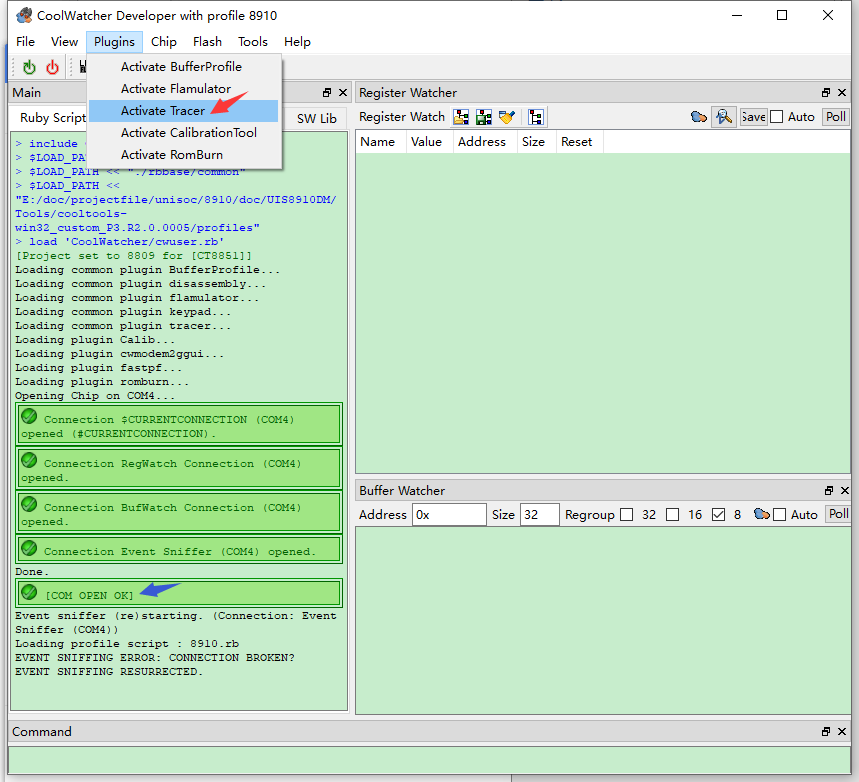 CoolWatcher Developer with profile 8910
File View Plugins Chip Flash Tools Help
Activate BufferProfile
Activate Flamulator
Activate Tracer
Activate CalibrationTool
Activate RomBurn
Main
Ruby Script SW Lib
> include
> $LOAD_PA
> $LOAD_PATH << "./rbbase/common"
> $LOAD_PATH <<
"E:/doc/projectfile/unisoc/8910/doc/UIS8910DM/
Tools/cooltools-
win32_custom_P3.R2.0.0005/profiles"
> load 'CoolWatcher/cwuser.rb'
[Project set to 8809 for [CT8851]]
Loading common plugin BufferProfile...
Loading common plugin disassembly...
Loading common plugin flamulator...
Loading common plugin keypad...
Loading common plugin tracer...
Loading plugin Calib...
Loading plugin cwmodem2ggui...
Loading plugin fastpf...
Loading plugin romburn...
Opening Chip on COM4...
Connection $CURRENTCONNECTION (COM4)
opened (#CURRENTCONNECTION).
Connection RegWatch Connection (COM4)
opened.
Connection BufWatch Connection (COM4)
opened.
Connection Event Sniffer (COM4) opened.
Done.
[COM OPEN OK]
Event sniffer (re)starting. (Connection: Event
Sniffer (COM4))
Loading profile script : 8910.rb
EVENT SNIFFING ERROR: CONNECTION BROKEN?
EVENT SNIFFING RESURRECTED.
Register Watcher
Register Watch Save Auto Poll
Name Value Address Size Reset
Buffer Watcher
Address 0x Size 32 Regroup 32 16 8 Auto Poll
Command